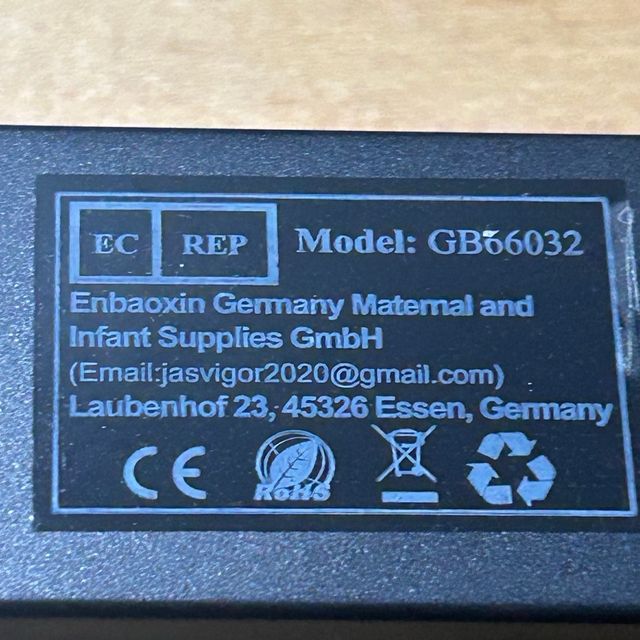 EC REP Model: GB66032
Enbaoxin Germany Maternal and
Infant Supplies GmbH
(Email:jasvigor2020@gmail.com)
Laubenhof 23, 45326 Essen, Germany
CE RoHS